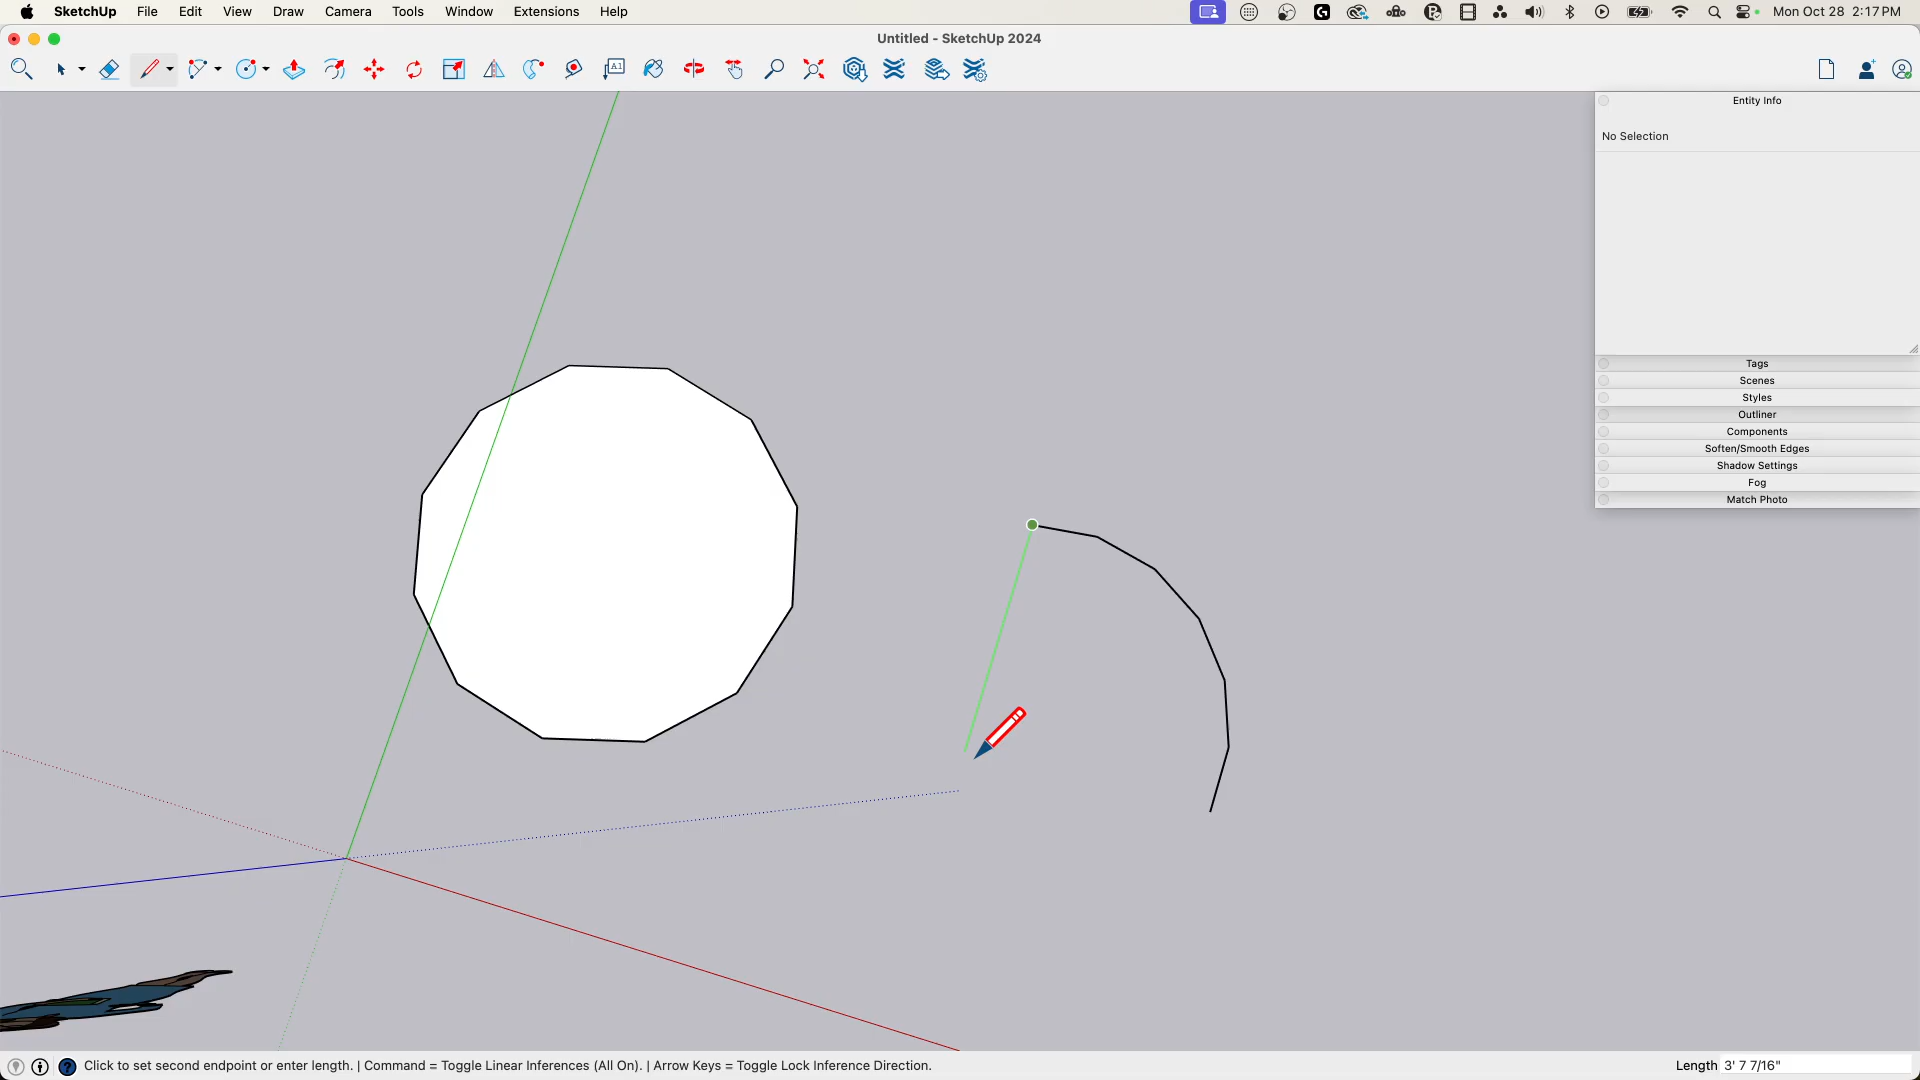 SketchUp File Edit View Draw Camera Tools Window Extensions Help Mon Oct 28 2:17 PM
Untitled - SketchUp 2024
A1
Entity Info
No Selection
Tags
Scenes
Styles
Outliner
Components
Soften/Smooth Edges
Shadow Settings
Fog
Match Photo
Click to set second endpoint or enter length. | Command = Toggle Linear Inferences (All On). | Arrow Keys = Toggle Lock Inference Direction. Length 3' 7 7/16"